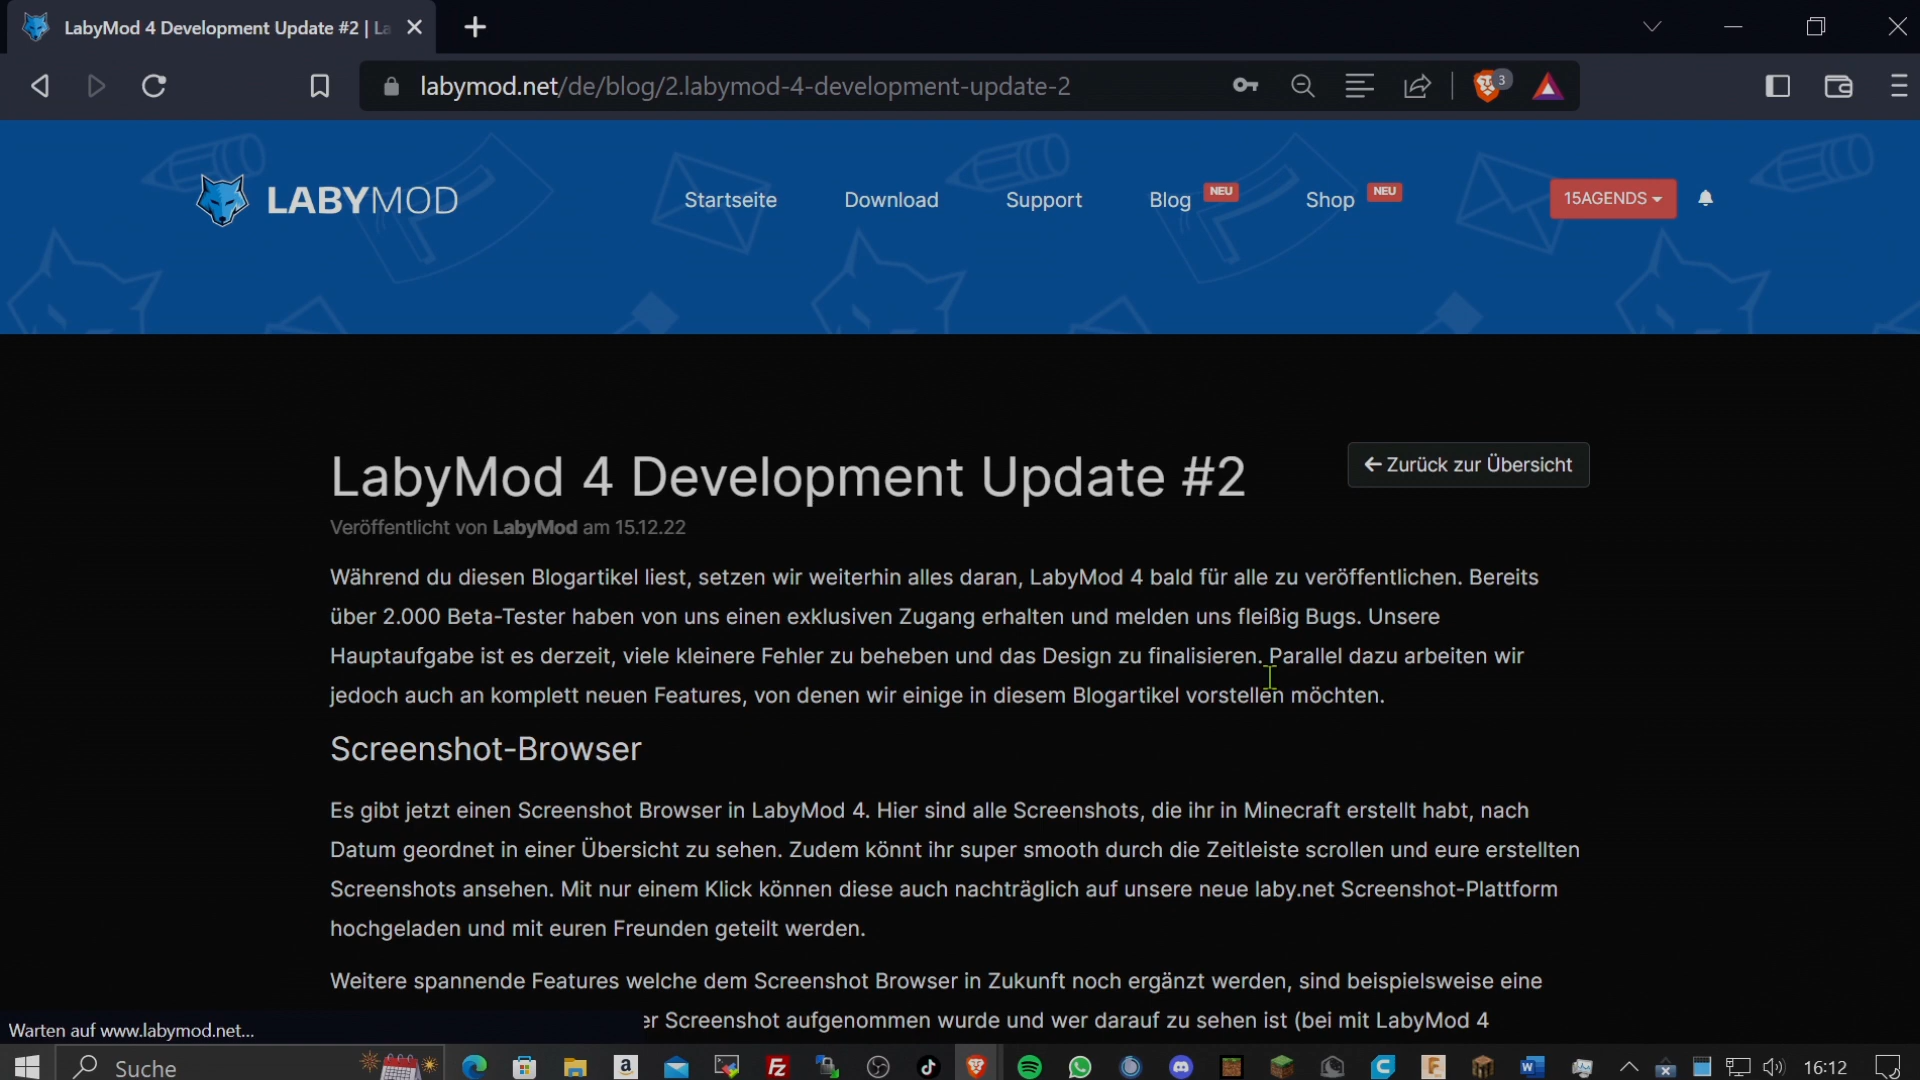 LabyMod 4 Development Update #2 | La
labymod.net/de/blog/2.labymod-4-development-update-2
3
LABYMOD
Startseite
Download
Support
Blog
NEU
Shop
NEU
15AGENDS
LabyMod 4 Development Update #2
Zurück zur Übersicht
Veröffentlicht von LabyMod am 15.12.22
Während du diesen Blogartikel liest, setzen wir weiterhin alles daran, LabyMod 4 bald für alle zu veröffentlichen. Bereits
über 2.000 Beta-Tester haben von uns einen exklusiven Zugang erhalten und melden uns fleißig Bugs. Unsere
Hauptaufgabe ist es derzeit, viele kleinere Fehler zu beheben und das Design zu finalisieren. Parallel dazu arbeiten wir
jedoch auch an komplett neuen Features, von denen wir einige in diesem Blogartikel vorstellen möchten.
Screenshot-Browser
Es gibt jetzt einen Screenshot Browser in LabyMod 4. Hier sind alle Screenshots, die ihr in Minecraft erstellt habt, nach
Datum geordnet in einer Übersicht zu sehen. Zudem könnt ihr super smooth durch die Zeitleiste scrollen und eure erstellten
Screenshots ansehen. Mit nur einem Klick können diese auch nachträglich auf unsere neue laby.net Screenshot-Plattform
hochgeladen und mit euren Freunden geteilt werden.
Weitere spannende Features welche dem Screenshot Browser in Zukunft noch ergänzt werden, sind beispielsweise eine
er Screenshot aufgenommen wurde und wer darauf zu sehen ist (bei mit LabyMod 4
Warten auf www.labymod.net...
Suche
16:12